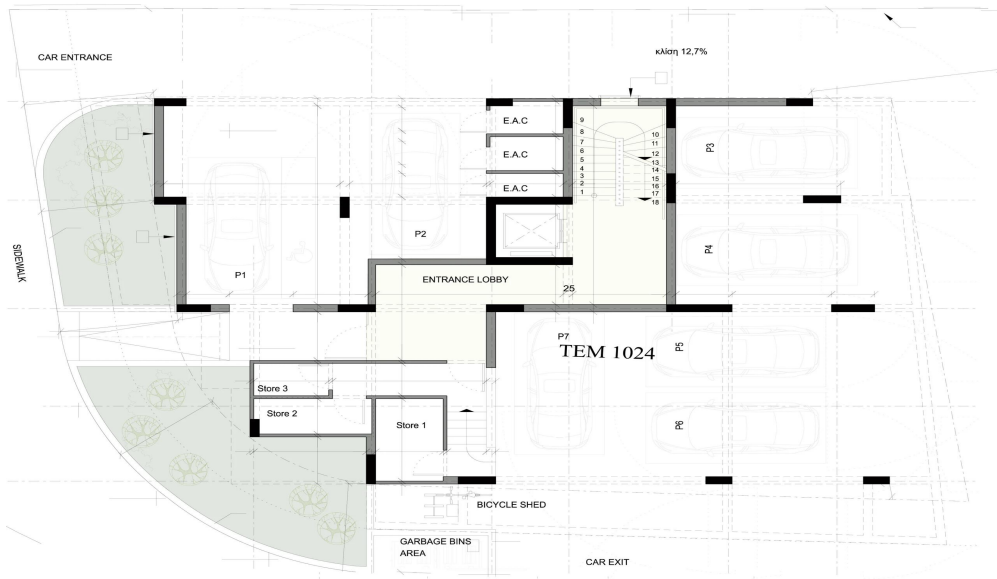 κλίση 12,7%
CAR ENTRANCE
E.A.C
E.A.C
E.A.C
9
8
7
6
5
4
3
2
1
10
11
12
13
14
15
16
17
18
P3
P4
P2
P1
SIDEWALK
ENTRANCE LOBBY
25
P7
TEM 1024
P5
P6
Store 3
Store 2
Store 1
BICYCLE SHED
GARBAGE BINS
AREA
CAR EXIT